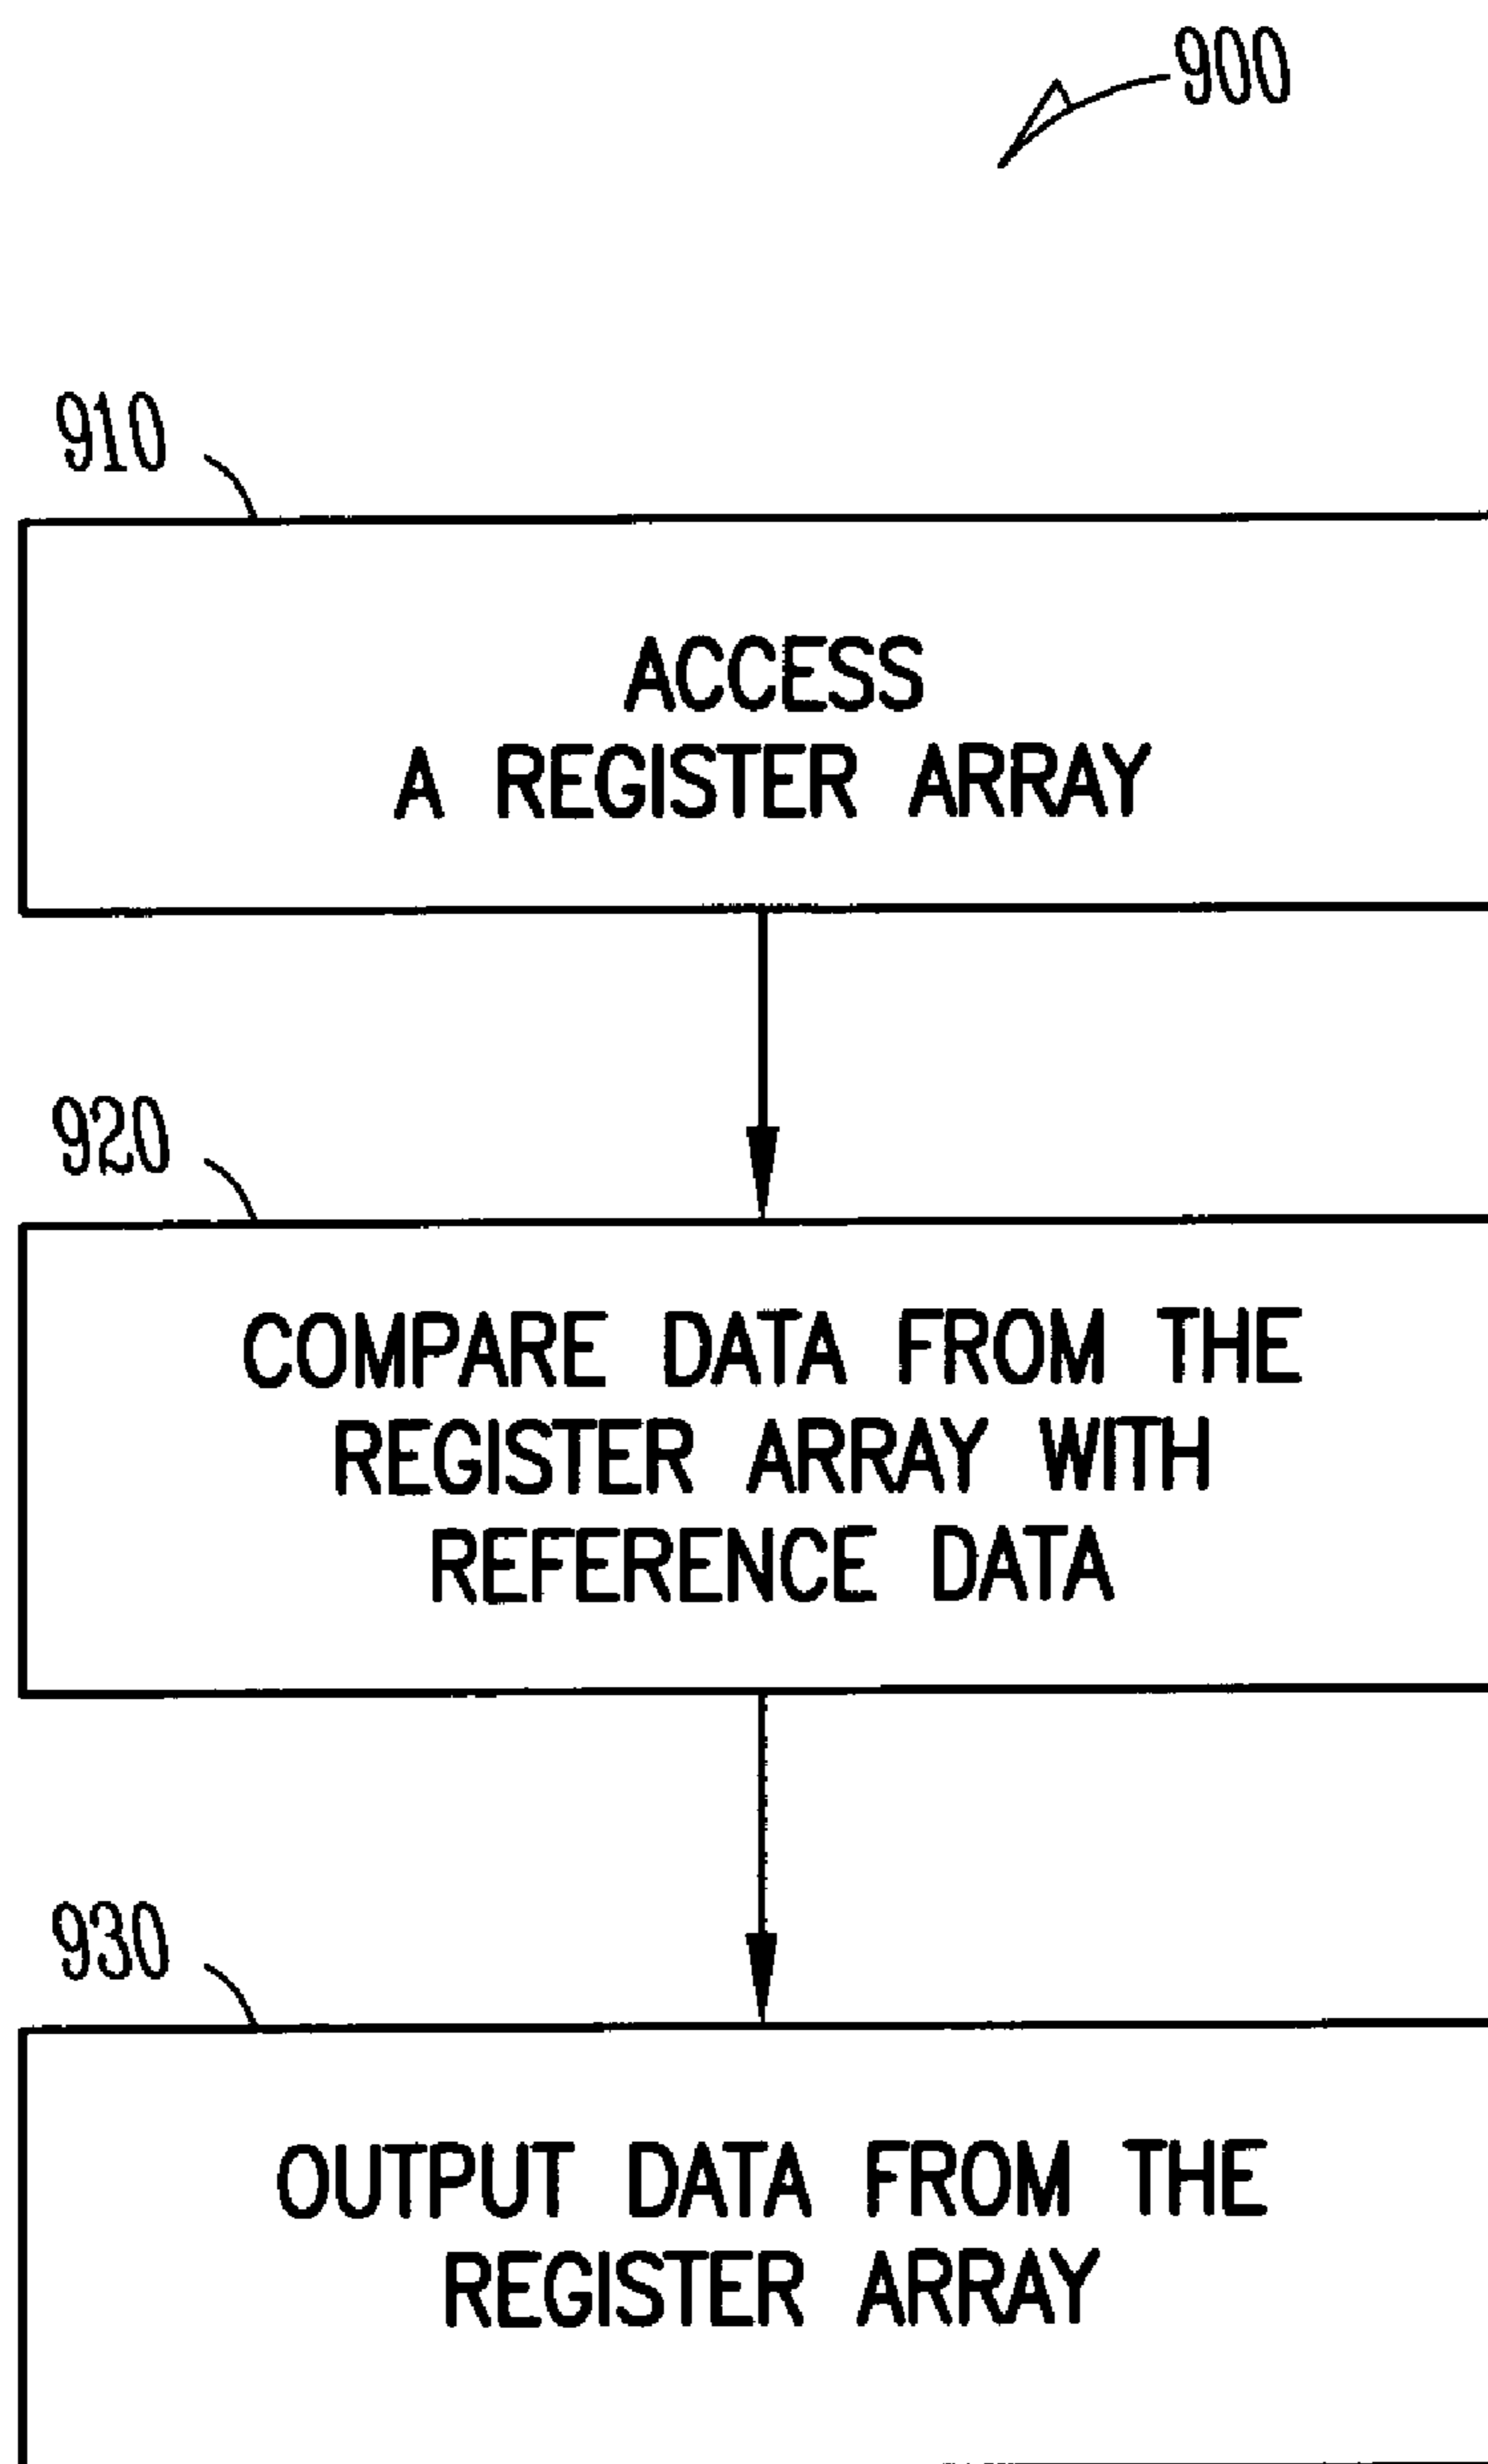 900
910
ACCESS
A REGISTER ARRAY
920
COMPARE DATA FROM THE
REGISTER ARRAY WITH
REFERENCE DATA
930
OUTPUT DATA FROM THE
REGISTER ARRAY